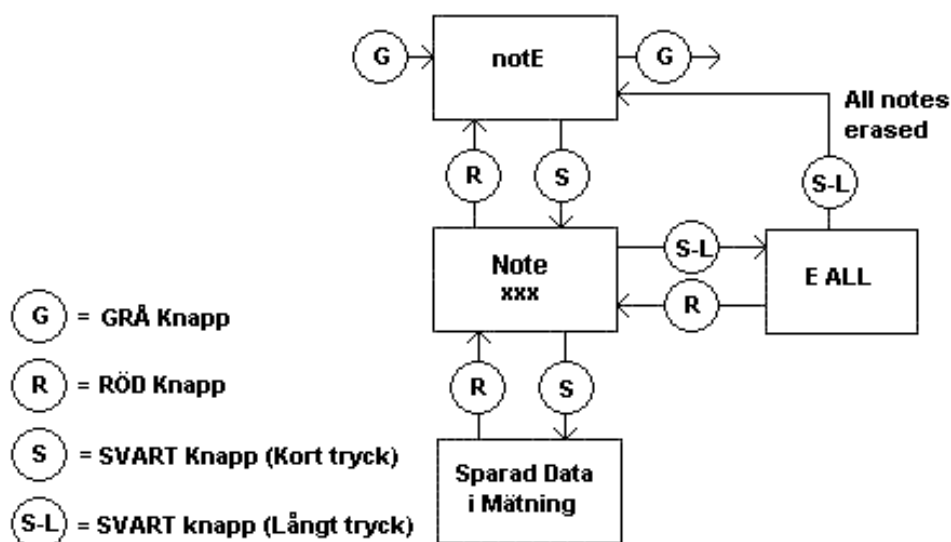 G
notE
G
All notes
erased
R
S
S-L
Note
xxx
S-L
E ALL
R
G = GRÅ Knapp
R = RÖD Knapp
R
S
S = SVART Knapp (Kort tryck)
Sparad Data
i Mätning
S-L = SVART knapp (Långt tryck)